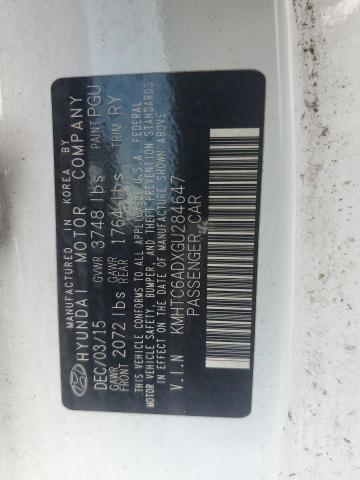 MANUFACTURED IN KOREA BY
HYUNDAI MOTOR COMPANY
DEC/03/15 GVWR 3748 lbs PAINT PGU
GAWR FRONT 2072 lbs GAWR REAR 1764 lbs TRIM RY
THIS VEHICLE CONFORMS TO ALL APPLICABLE U.S.A. FEDERAL
MOTOR VEHICLE SAFETY, BUMPER, AND THEFT PREVENTION STANDARDS
IN EFFECT ON THE DATE OF MANUFACTURE SHOWN ABOVE
V.I.N KMHTC6ADXGU284647
PASSENGER CAR